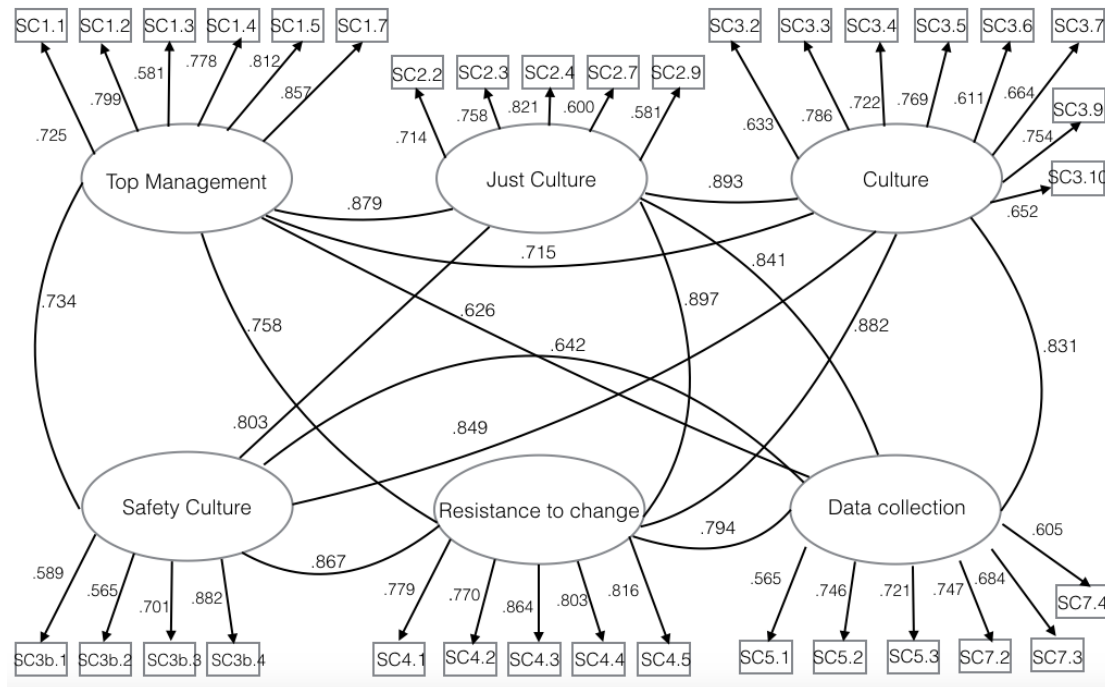 SC1.1 SC1.2 SC1.3 SC1.4 SC1.5 SC1.7
SC3.2 SC3.3 SC3.4 SC3.5 SC3.6 SC3.7
SC2.2 SC2.3 SC2.4 SC2.7 SC2.9
.725 .799 .581 .778 .812 .857
.714 .758 .821 .600 .581
.633 .786 .722 .769 .611 .664
SC3.9
.754
SC3.10
.652
Top Management
Just Culture
Culture
.879
.893
.715
.841
.734
.758
.626
.897
.882
.642
.831
.803
.849
Safety Culture
Resistance to change
Data collection
.867
.794
.589 .565 .701 .882
.779 .770 .864 .803 .816
.565 .746 .721 .747 .684 .605
SC7.4
SC3b.1 SC3b.2 SC3b.3 SC3b.4
SC4.1 SC4.2 SC4.3 SC4.4 SC4.5
SC5.1 SC5.2 SC5.3 SC7.2 SC7.3